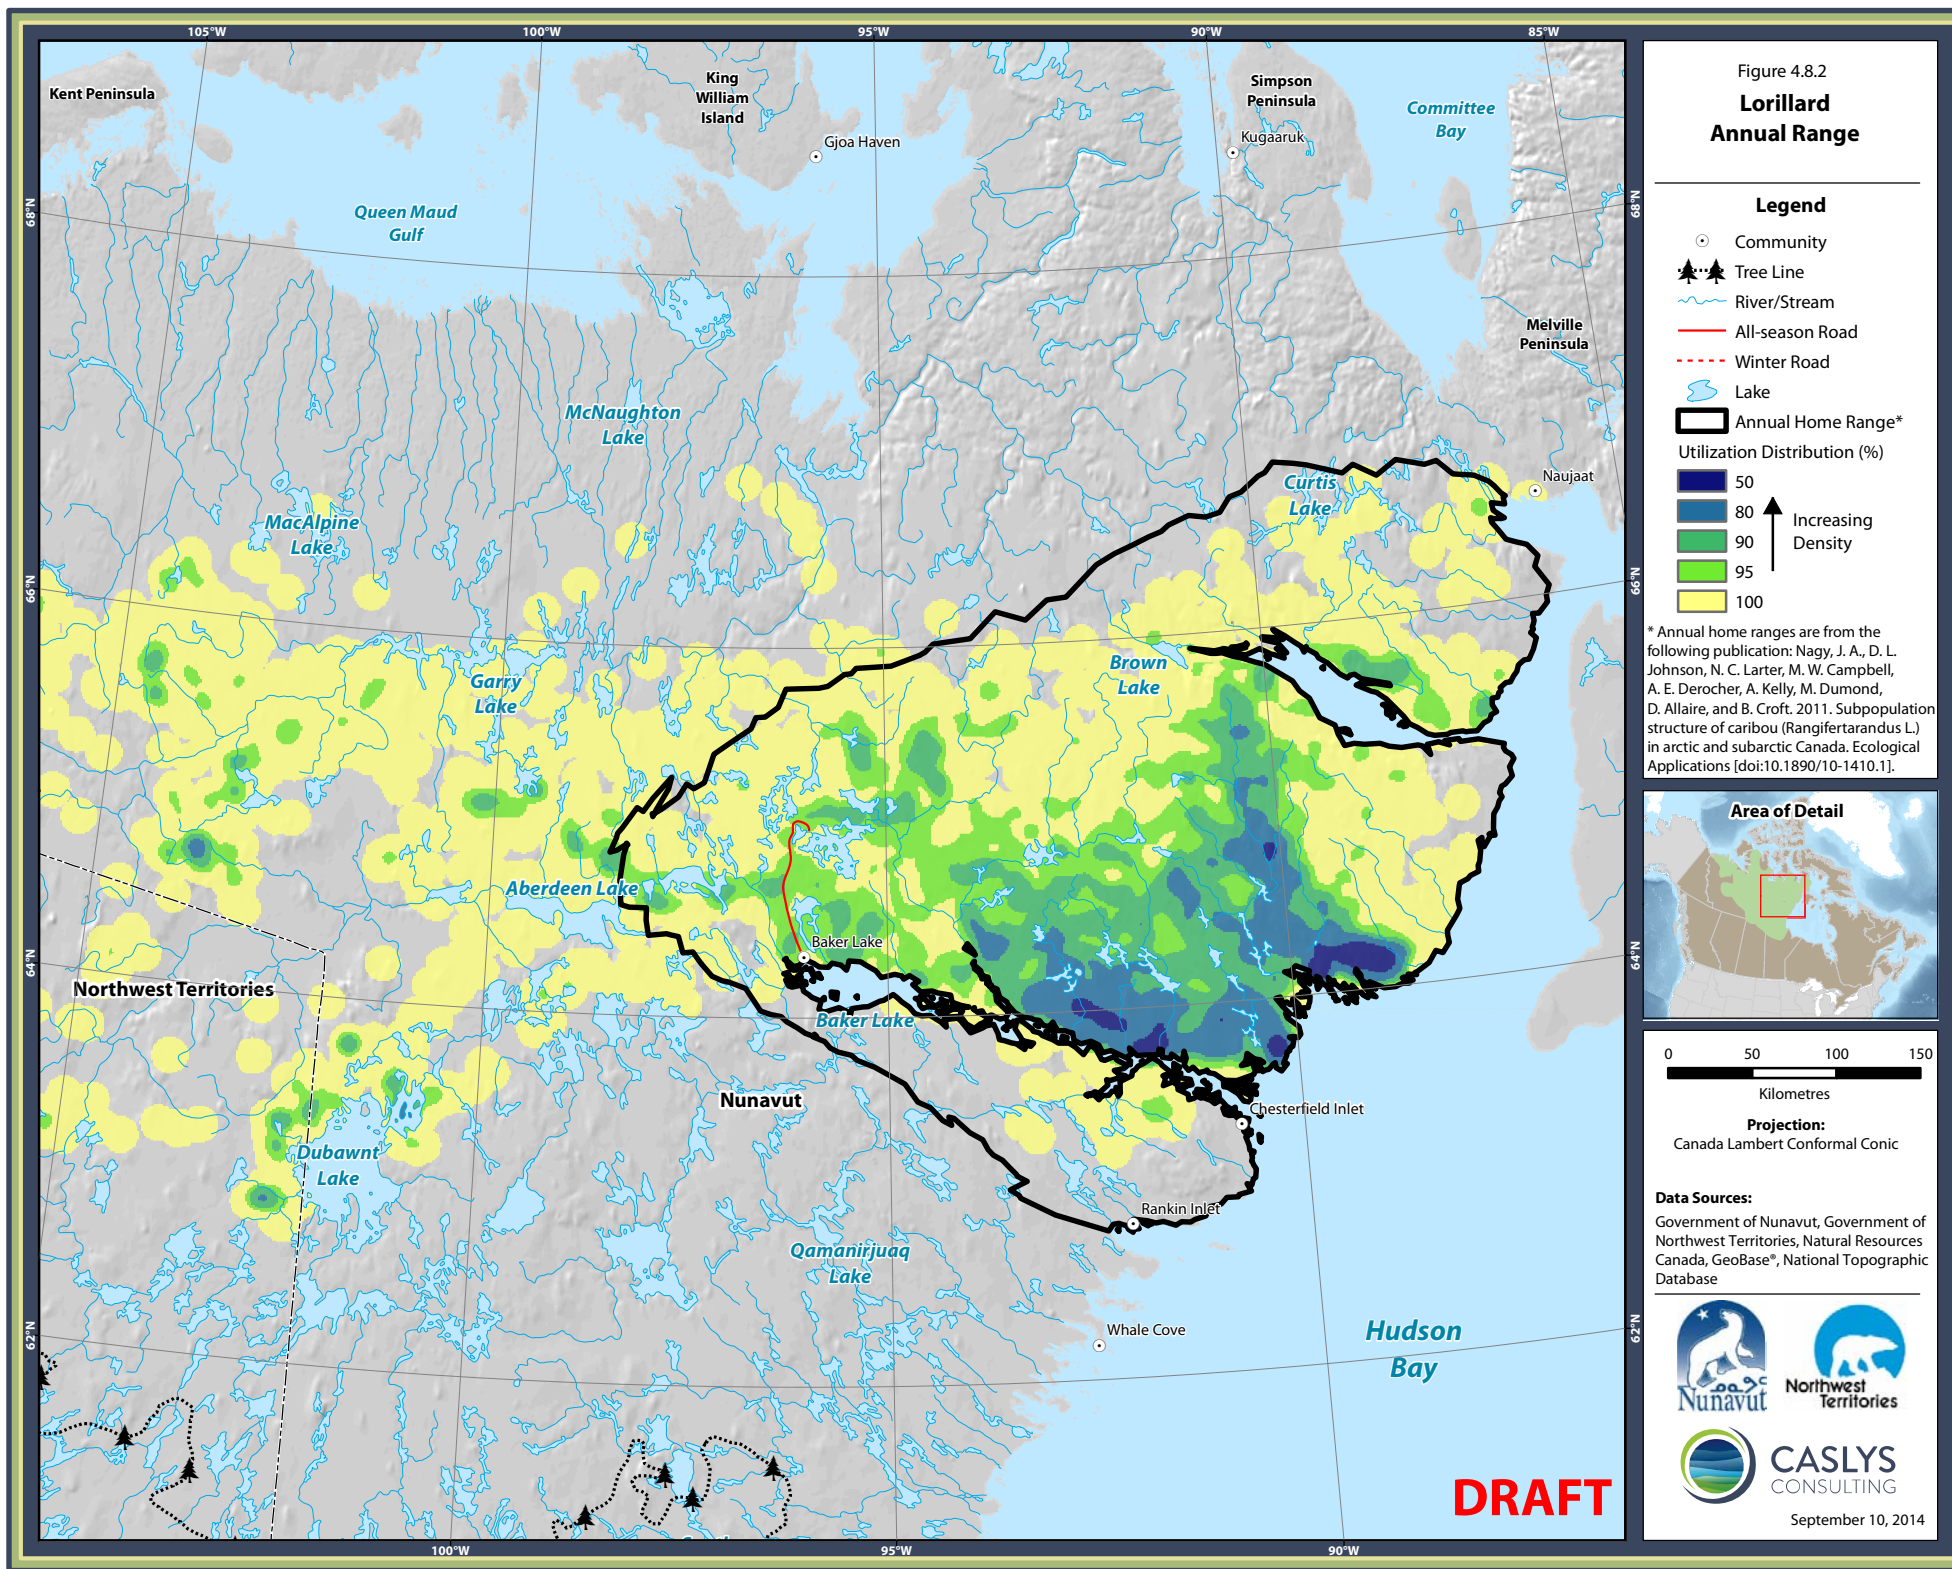 105°W
100°W
95°W
90°W
85°W
Kent Peninsula
King
William
Island
Simpson
Peninsula
Committee
Bay
Gjoa Haven
Kugaaruk
68°N
68°N
Queen Maud
Gulf
Melville
Peninsula
McNaughton
Lake
Curtis
Lake
Naujaat
MacAlpine
Lake
66°N
66°N
Garry
Lake
Brown
Lake
Aberdeen Lake
Baker Lake
64°N
64°N
Northwest Territories
Baker Lake
Nunavut
Chesterfield Inlet
Dubawnt
Lake
Rankin Inlet
Qamanirjuaq
Lake
62°N
62°N
Whale Cove
Hudson
Bay
DRAFT
100°W
95°W
90°W
Figure 4.8.2
Lorillard
Annual Range
Legend
Community
Tree Line
River/Stream
All-season Road
Winter Road
Lake
Annual Home Range*
Utilization Distribution (%)
50
80
90
95
100
Increasing
Density
* Annual home ranges are from the
following publication: Nagy, J. A., D. L.
Johnson, N. C. Larter, M. W. Campbell,
A. E. Derocher, A. Kelly, M. Dumond,
D. Allaire, and B. Croft. 2011. Subpopulation
structure of caribou (Rangifertarandus L.)
in arctic and subarctic Canada. Ecological
Applications [doi:10.1890/10-1410.1].
Area of Detail
0 50 100 150
Kilometres
Projection:
Canada Lambert Conformal Conic
Data Sources:
Government of Nunavut, Government of
Northwest Territories, Natural Resources
Canada, GeoBase®, National Topographic
Database
Nunavut
Northwest
Territories
CASLYS
CONSULTING
September 10, 2014